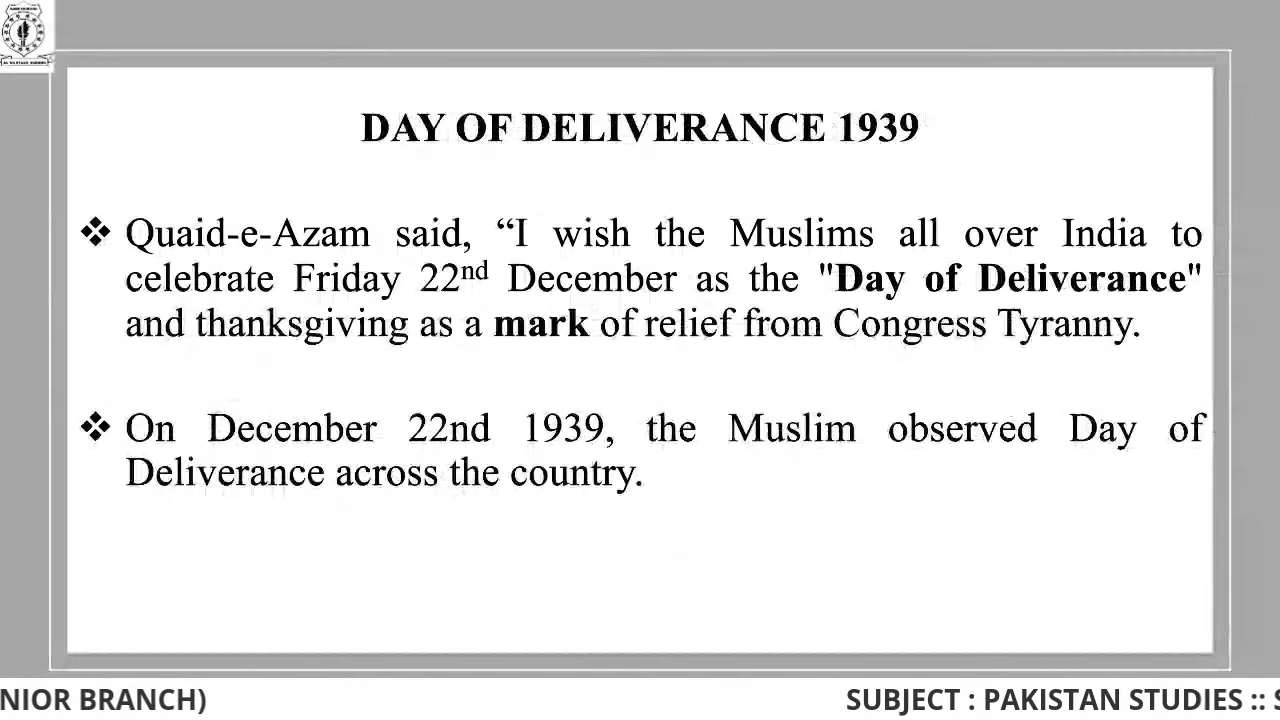 DAY OF DELIVERANCE 1939
❖ Quaid-e-Azam said, “I wish the Muslims all over India to
celebrate Friday 22nd December as the "Day of Deliverance"
and thanksgiving as a mark of relief from Congress Tyranny.
❖ On December 22nd 1939, the Muslim observed Day of
Deliverance across the country.
NIOR BRANCH)
SUBJECT : PAKISTAN STUDIES :: S